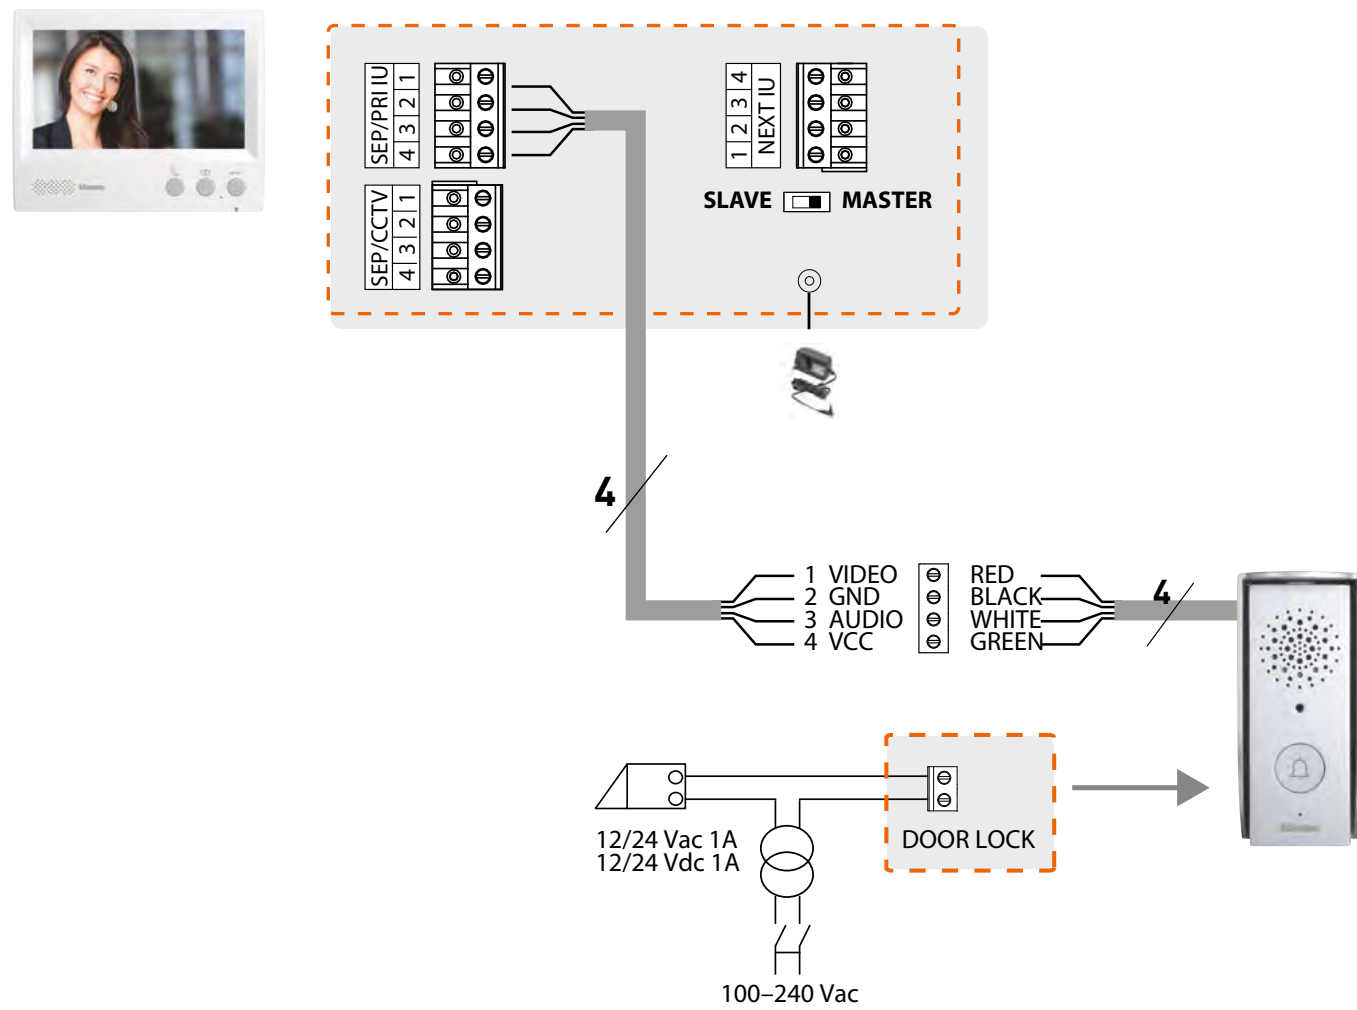 SEP/PRI IU
1
2
3
4
SEP/CCTV
1
2
3
4
1 2 3 4
NEXT IU
SLAVE MASTER
4
1 VIDEO RED
2 GND BLACK
3 AUDIO WHITE
4 VCC GREEN
4
12/24 Vac 1A
12/24 Vdc 1A
DOOR LOCK
100–240 Vac